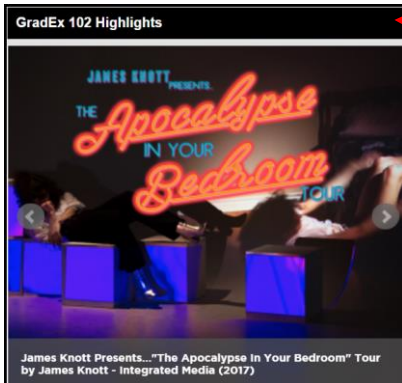 GradEx 102 Highlights
JAMES KNOTT
PRESENTS...
THE
Apocalypse
IN YOUR
Bedroom
TOUR
James Knott Presents..."The Apocalypse In Your Bedroom" Tour
by James Knott - Integrated Media (2017)